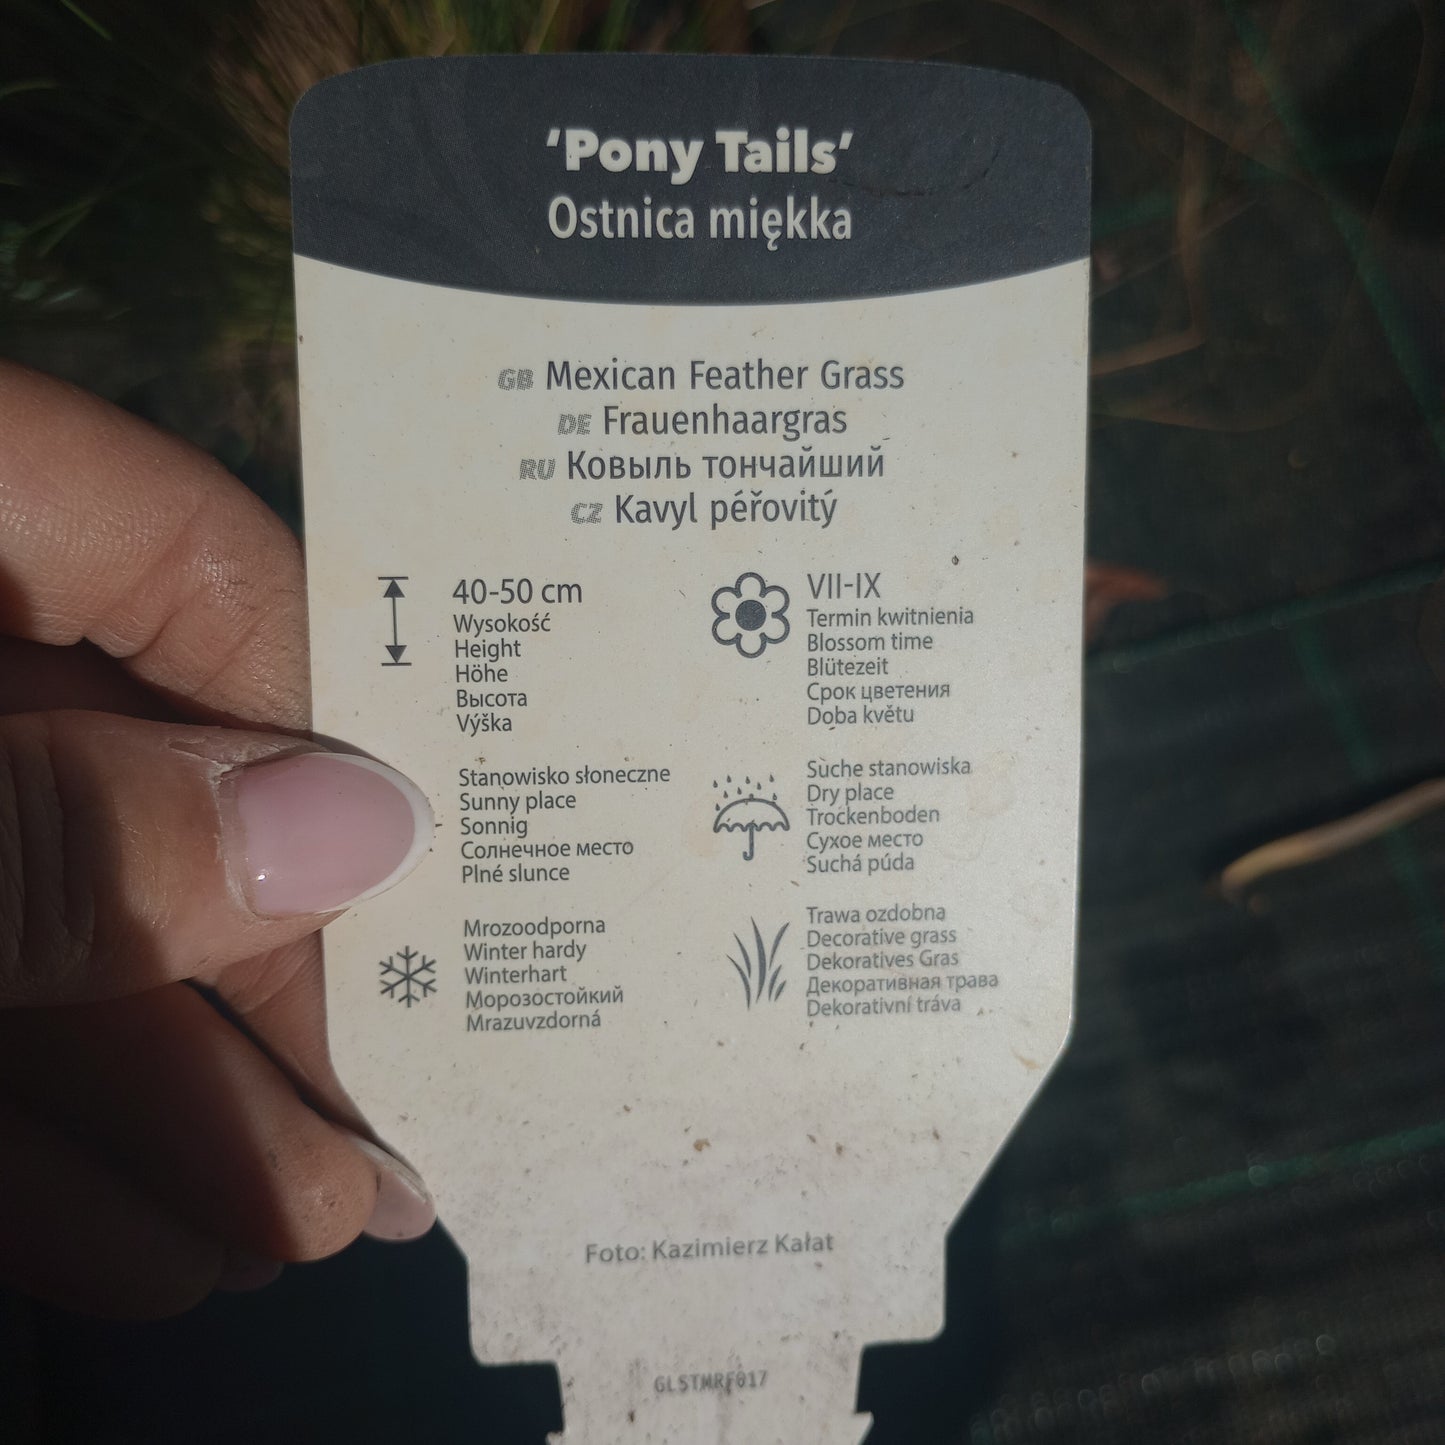 'Pony Tails'
Ostnica miękka
GB Mexican Feather Grass
DE Frauenhaargras
RU Ковыль тончайший
CZ Kavyl péřovitý
40-50 cm
Wysokość
Height
Höhe
Высота
Výška
VII-IX
Termin kwitnienia
Blossom time
Blütezeit
Срок цветения
Doba květu
Stanowisko słoneczne
Sunny place
Sonnig
Солнечное место
Plné slunce
Suche stanowiska
Dry place
Trockenboden
Сухое место
Suchá púda
Mrozoodporna
Winter hardy
Winterhart
Морозостойкий
Mrazuvzdorná
Trawa ozdobna
Decorative grass
Dekoratives Gras
Декоративная трава
Dekorativní tráva
Foto: Kazimierz Kałat
GLSTMRF017